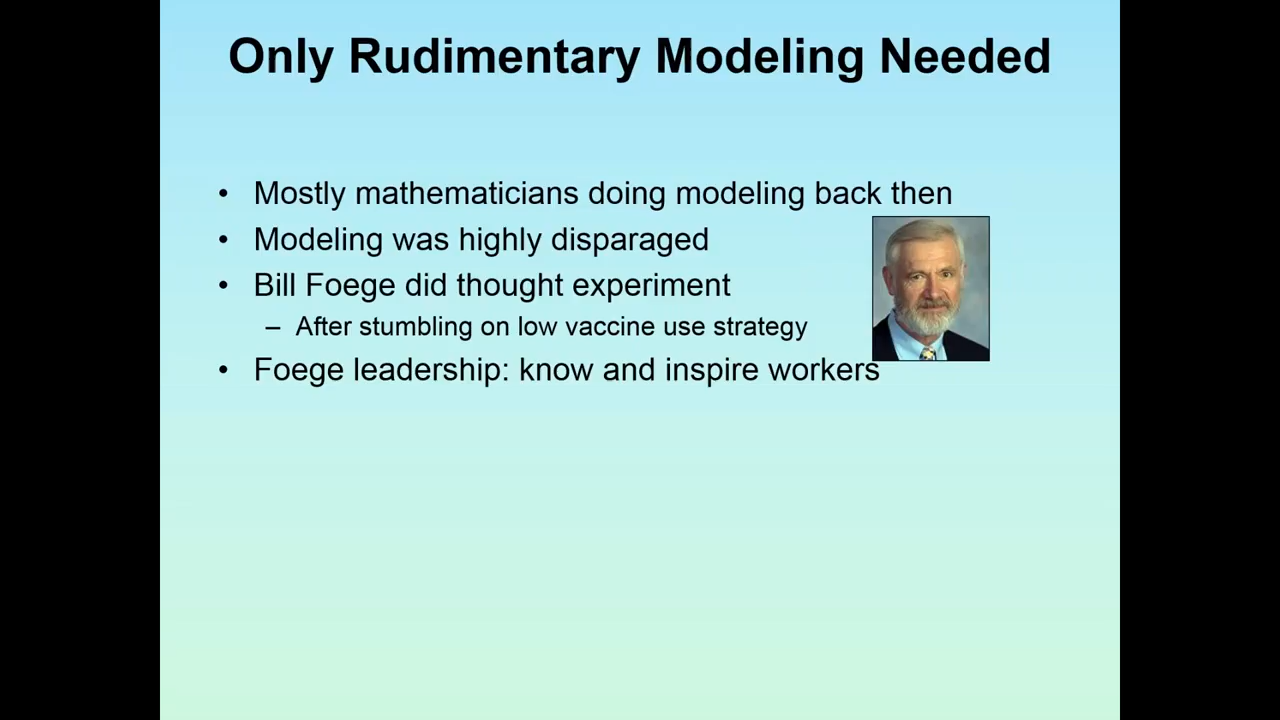 Only Rudimentary Modeling Needed
• Mostly mathematicians doing modeling back then
• Modeling was highly disparaged
• Bill Foege did thought experiment
– After stumbling on low vaccine use strategy
• Foege leadership: know and inspire workers